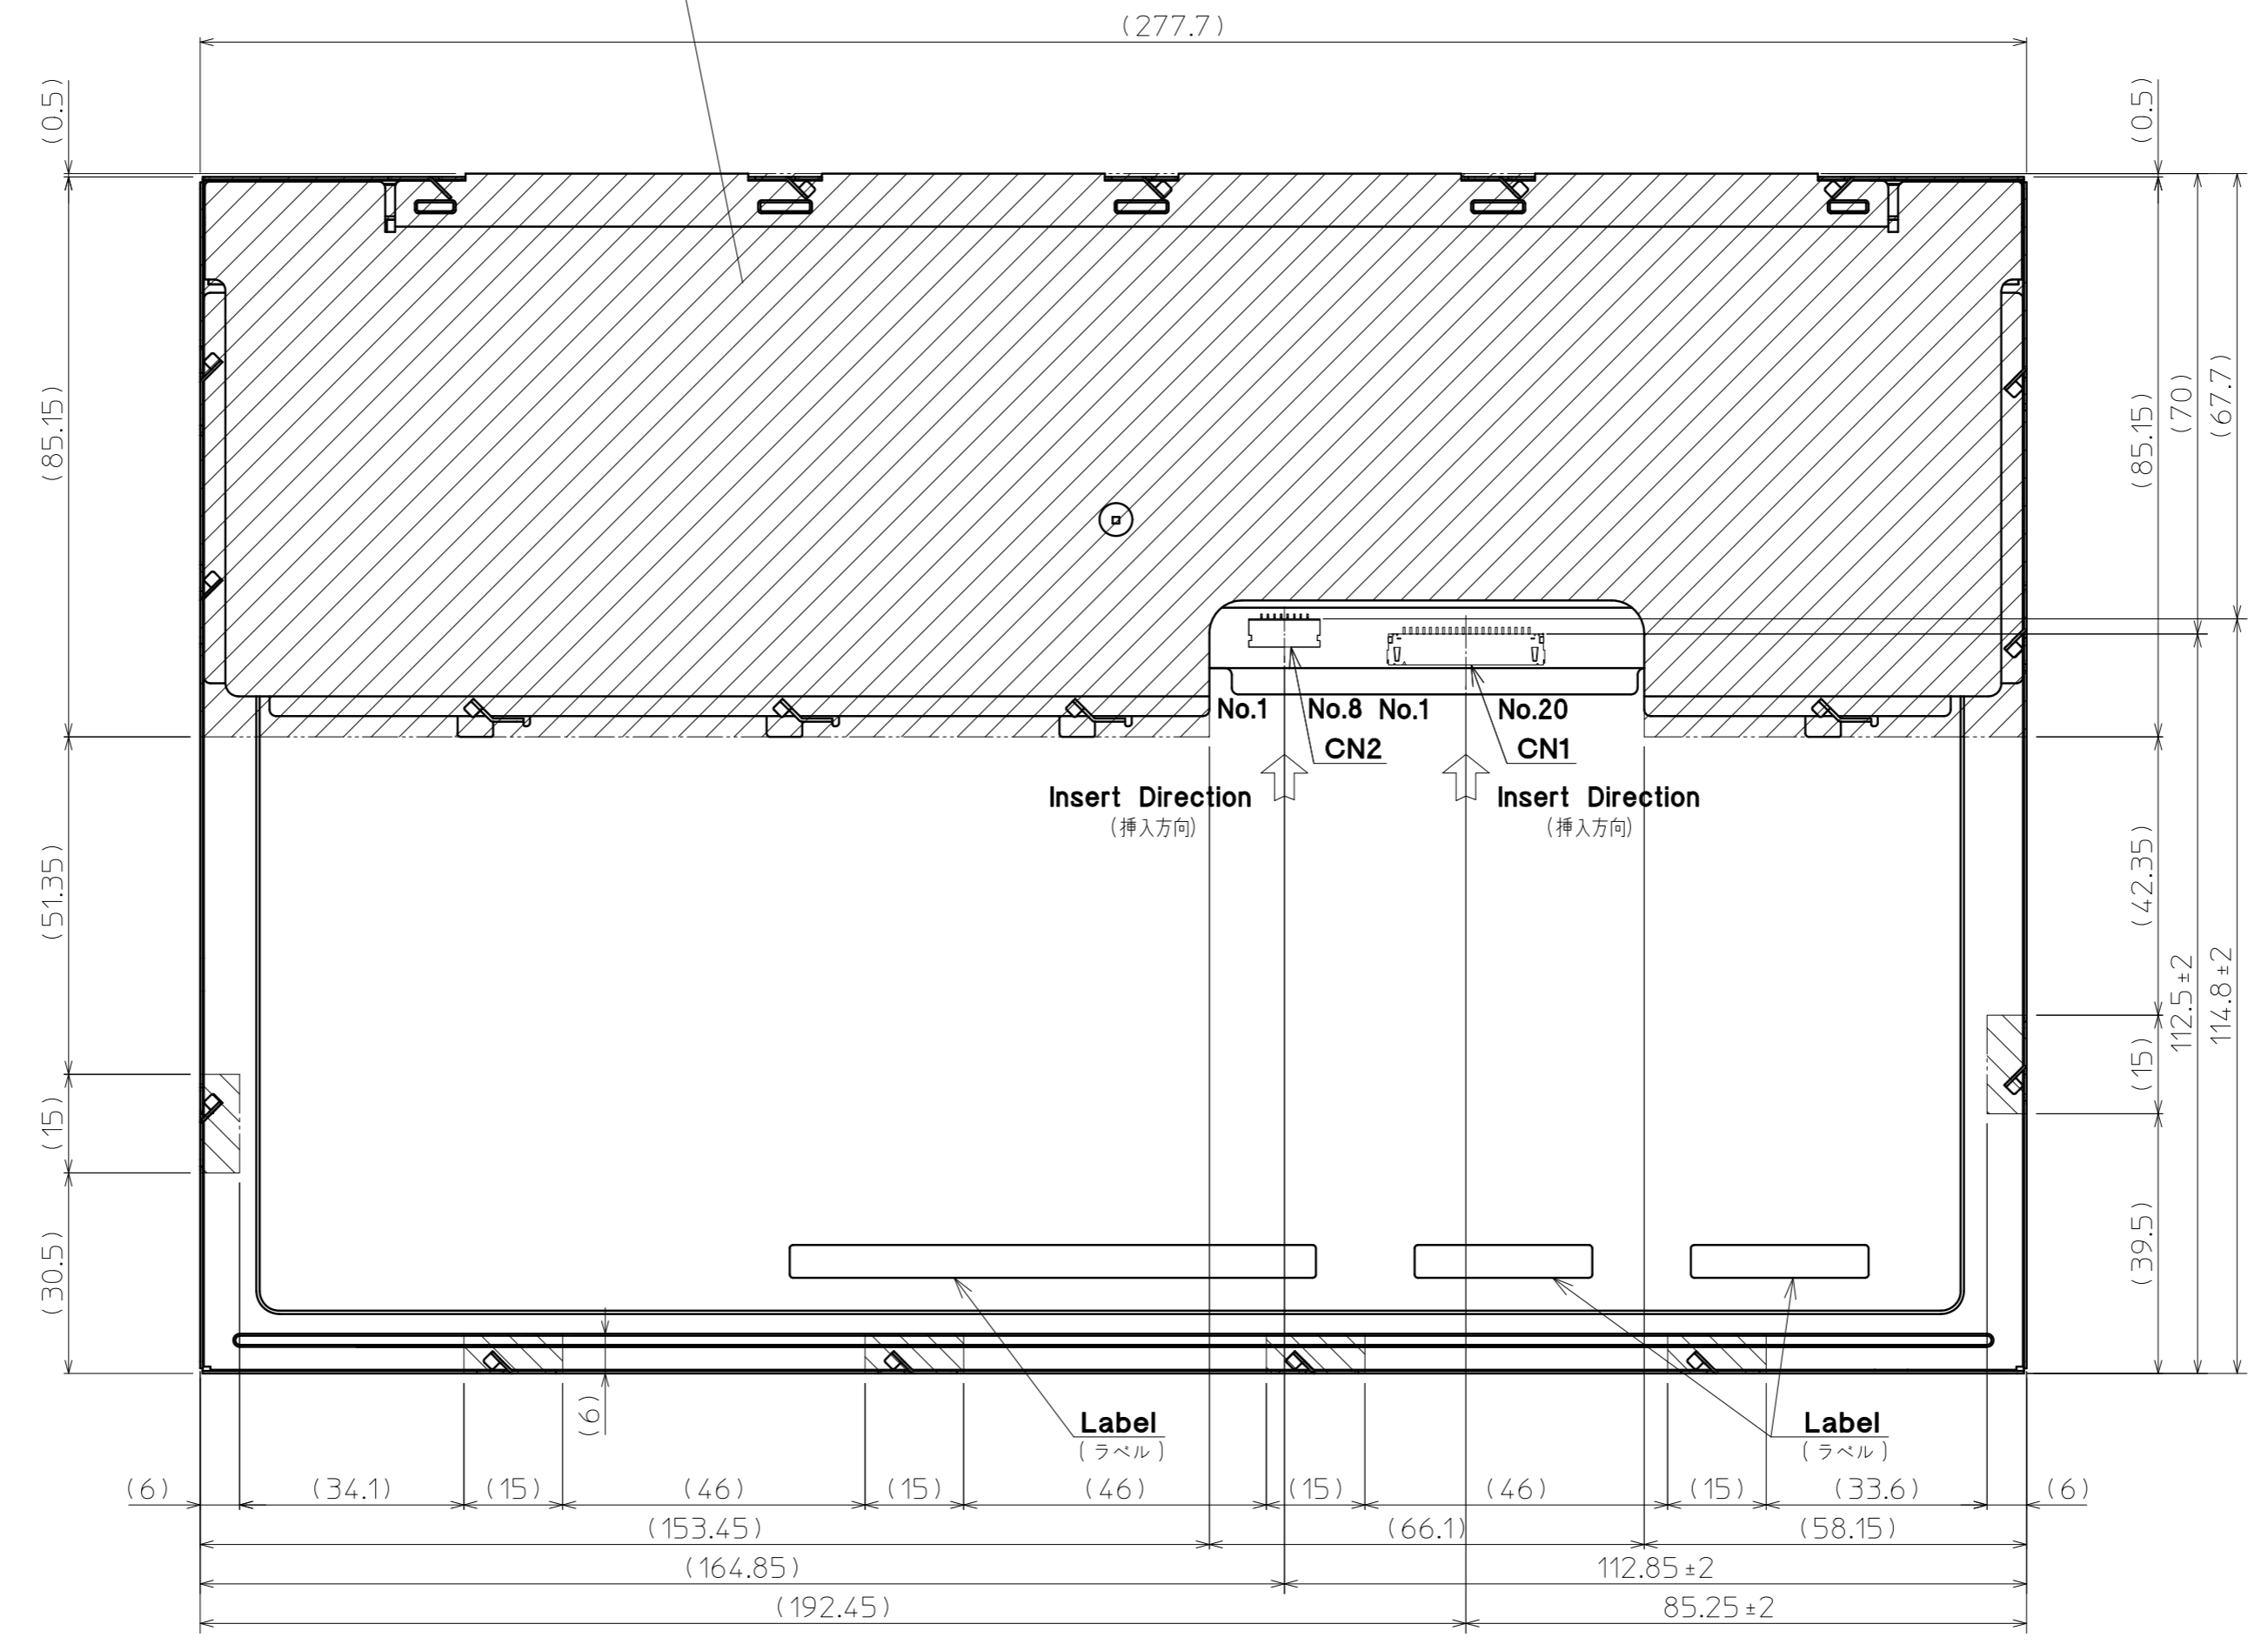 (277.7)
(0.5)
(0.5)
(85.15)
(85.15)
(70)
(67.7)
No.1 No.8 No.1 No.20
CN2 CN1
Insert Direction Insert Direction
(挿入方向) (挿入方向)
(51.35)
(42.35)
112.5±2
114.8±2
(15)
(15)
(30.5)
(39.5)
(6)
Label Label
(ラベル) (ラベル)
(6) (34.1) (15) (46) (15) (46) (15) (46) (15) (33.6) (6)
(153.45) (66.1) (58.15)
(164.85) 112.85±2
(192.45) 85.25±2